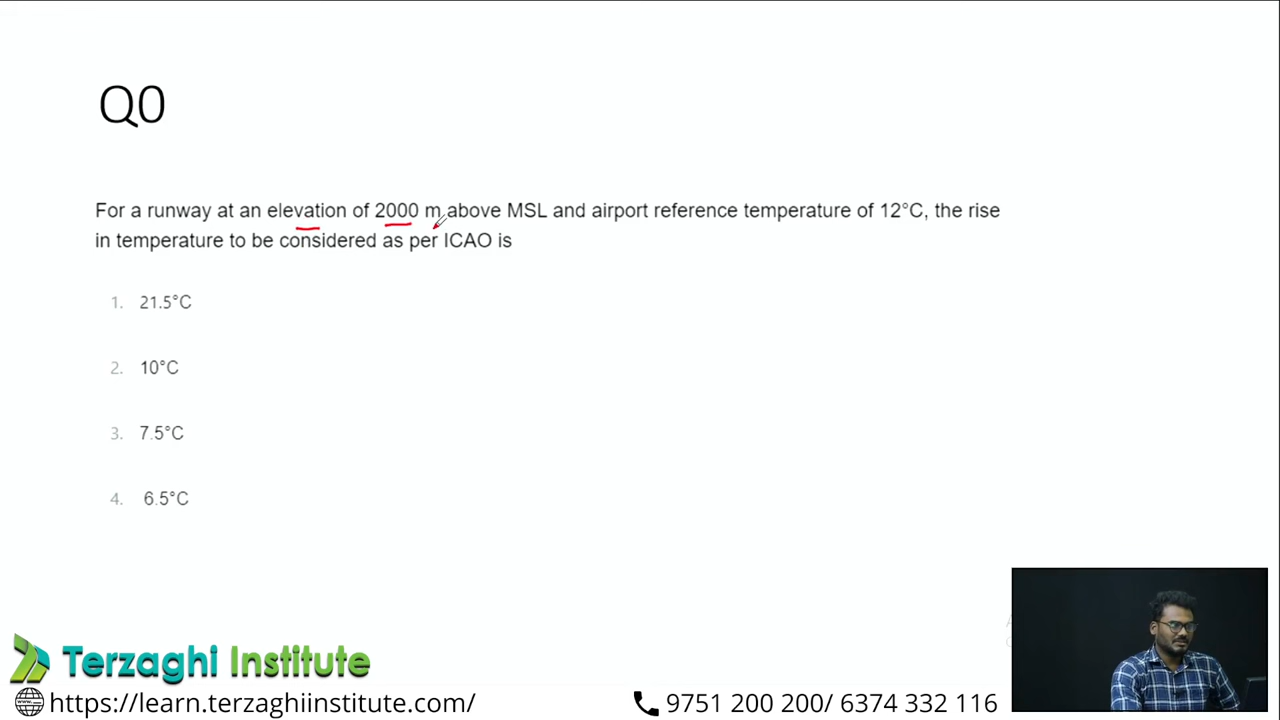 Q0
For a runway at an elevation of 2000 m above MSL and airport reference temperature of 12°C, the rise
in temperature to be considered as per ICAO is
1. 21.5°C
2. 10°C
3. 7.5°C
4. 6.5°C
Terzaghi Institute
https://learn.terzaghiinstitute.com/
9751 200 200/ 6374 332 116